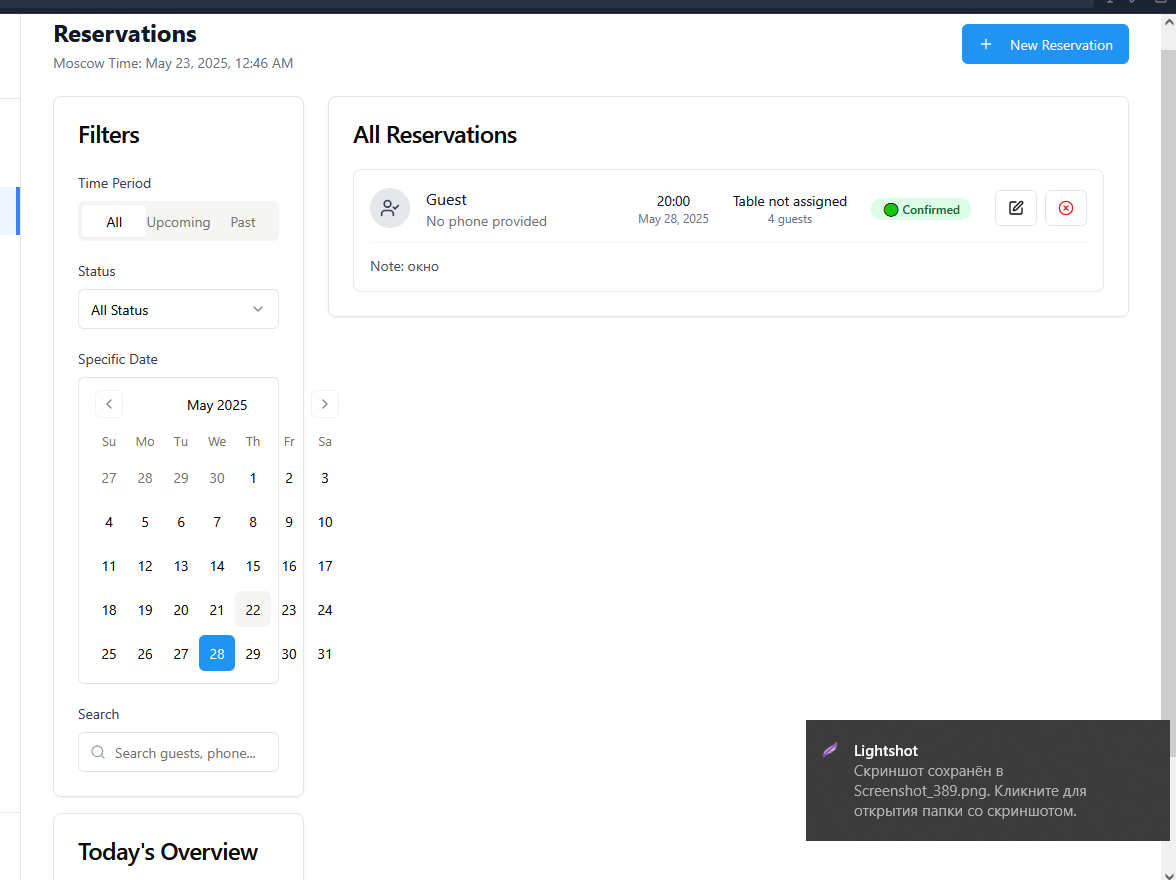 Reservations
Moscow Time: May 23, 2025, 12:46 AM
New Reservation
Filters
Time Period
All Upcoming Past
Status
All Status
Specific Date
May 2025
Su Mo Tu We Th Fr Sa
27 28 29 30 1 2 3
4 5 6 7 8 9 10
11 12 13 14 15 16 17
18 19 20 21 22 23 24
25 26 27 28 29 30 31
Search
Search guests, phone...
Today's Overview
All Reservations
Guest
No phone provided
20:00
May 28, 2025
Table not assigned
4 guests
Confirmed
Note: окно
Lightshot
Скриншот сохранён в
Screenshot_389.png. Кликните для
открытия папки со скриншотом.